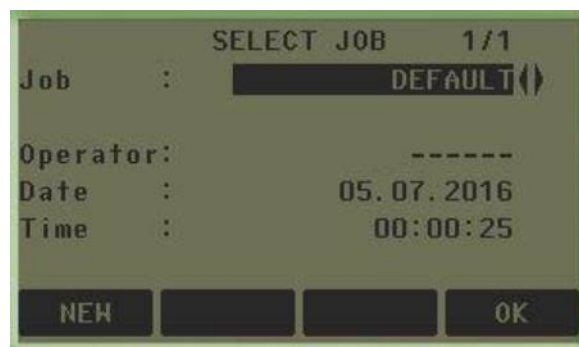 SELECT JOB 1/1
Job : DEFAULT
Operator: ------
Date : 05.07.2016
Time : 00:00:25
NEW OK